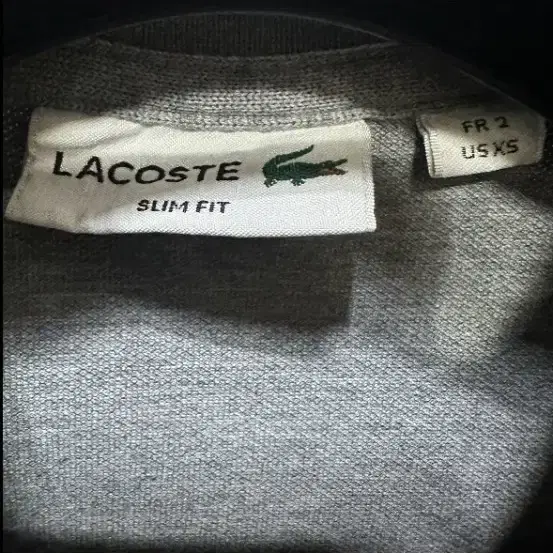 LACOSTE
SLIM FIT
FR 2
US XS